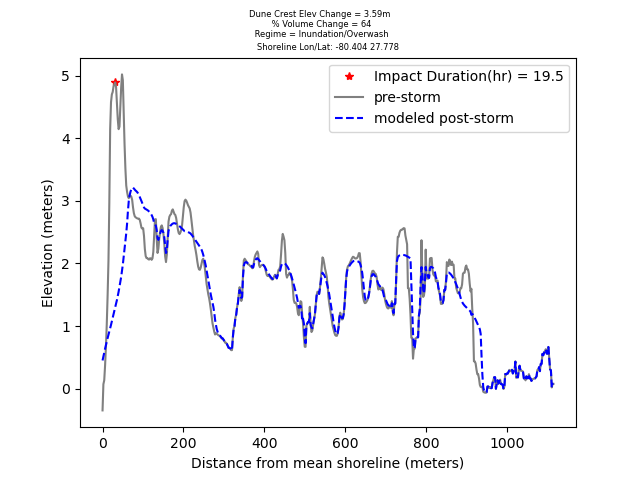 Dune Crest Elev Change = 3.59m
% Volume Change = 64
Regime = Inundation/Overwash
Shoreline Lon/Lat: -80.404 27.778
Impact Duration(hr) = 19.5
pre-storm
modeled post-storm
Elevation (meters)
5
4
3
2
1
0
0 200 400 600 800 1000
Distance from mean shoreline (meters)